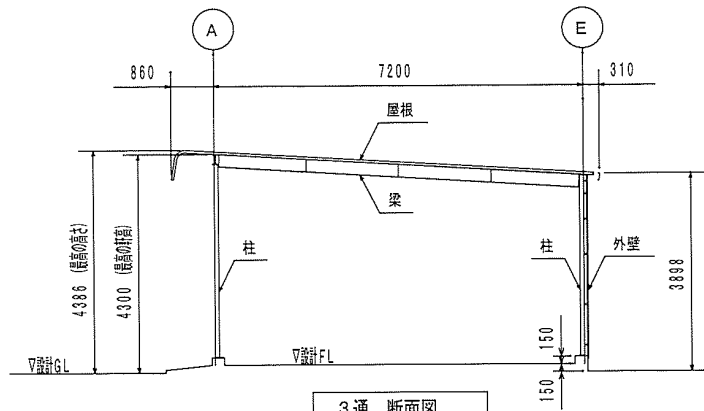 A
E
860
7200
310
屋根
梁
柱
柱
外壁
4386 (最高の高さ)
4300 (最高の軒高)
3898
150
150
▽設計GL
▽設計FL
3通 断面図